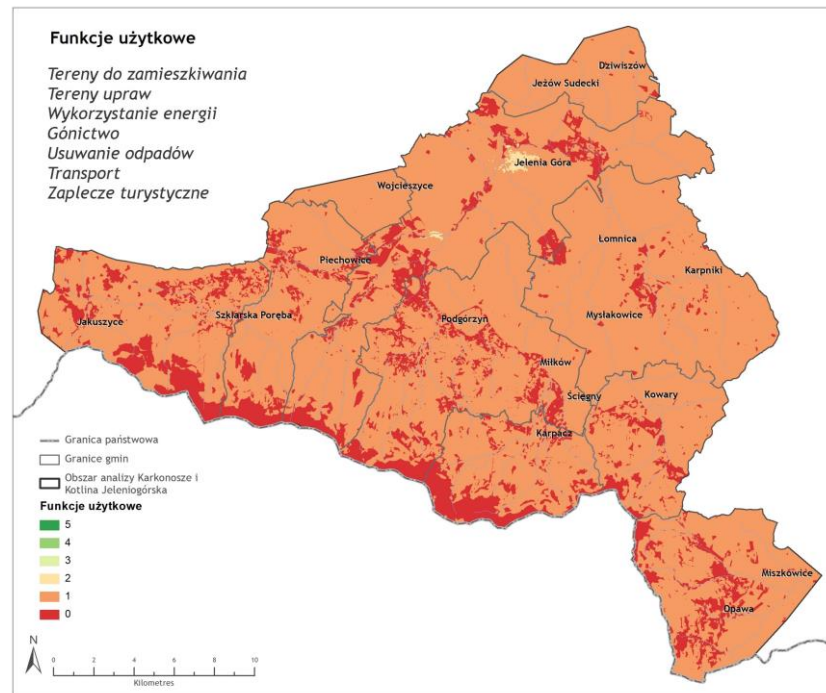 Funkcje użytkowe
Tereny do zamieszkiwania
Tereny upraw
Wykorzystanie energii
Gónictwo
Usuwanie odpadów
Transport
Zaplecze turystyczne
Dziwiszów
Jeżów Sudecki
Jelenia Góra
Wojcieszyce
Łomnica
Piechowice
Karpniki
Szklarska Poręba
Podgórzyn
Mysłakowice
Jakuszyce
Miłków
Ścięgny
Kowary
Karpacz
Miszkowice
Opawa
Granica państwowa
Granice gmin
Obszar analizy Karkonosze i
Kotlina Jeleniogórska
Funkcje użytkowe
5
4
3
2
1
0
N
0 2 4 6 8 10
Kilometres